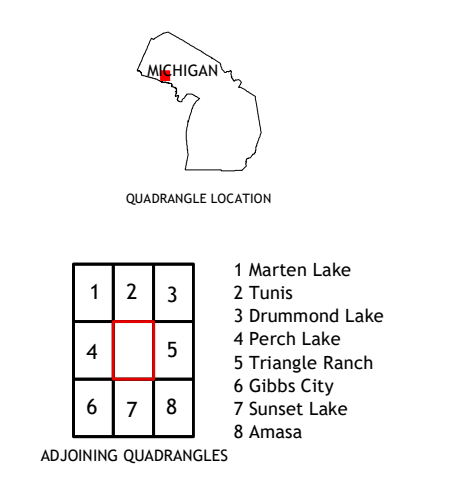 MICHIGAN
QUADRANGLE LOCATION
1 2 3
4 5
6 7 8
1 Marten Lake
2 Tunis
3 Drummond Lake
4 Perch Lake
5 Triangle Ranch
6 Gibbs City
7 Sunset Lake
8 Amasa
ADJOINING QUADRANGLES